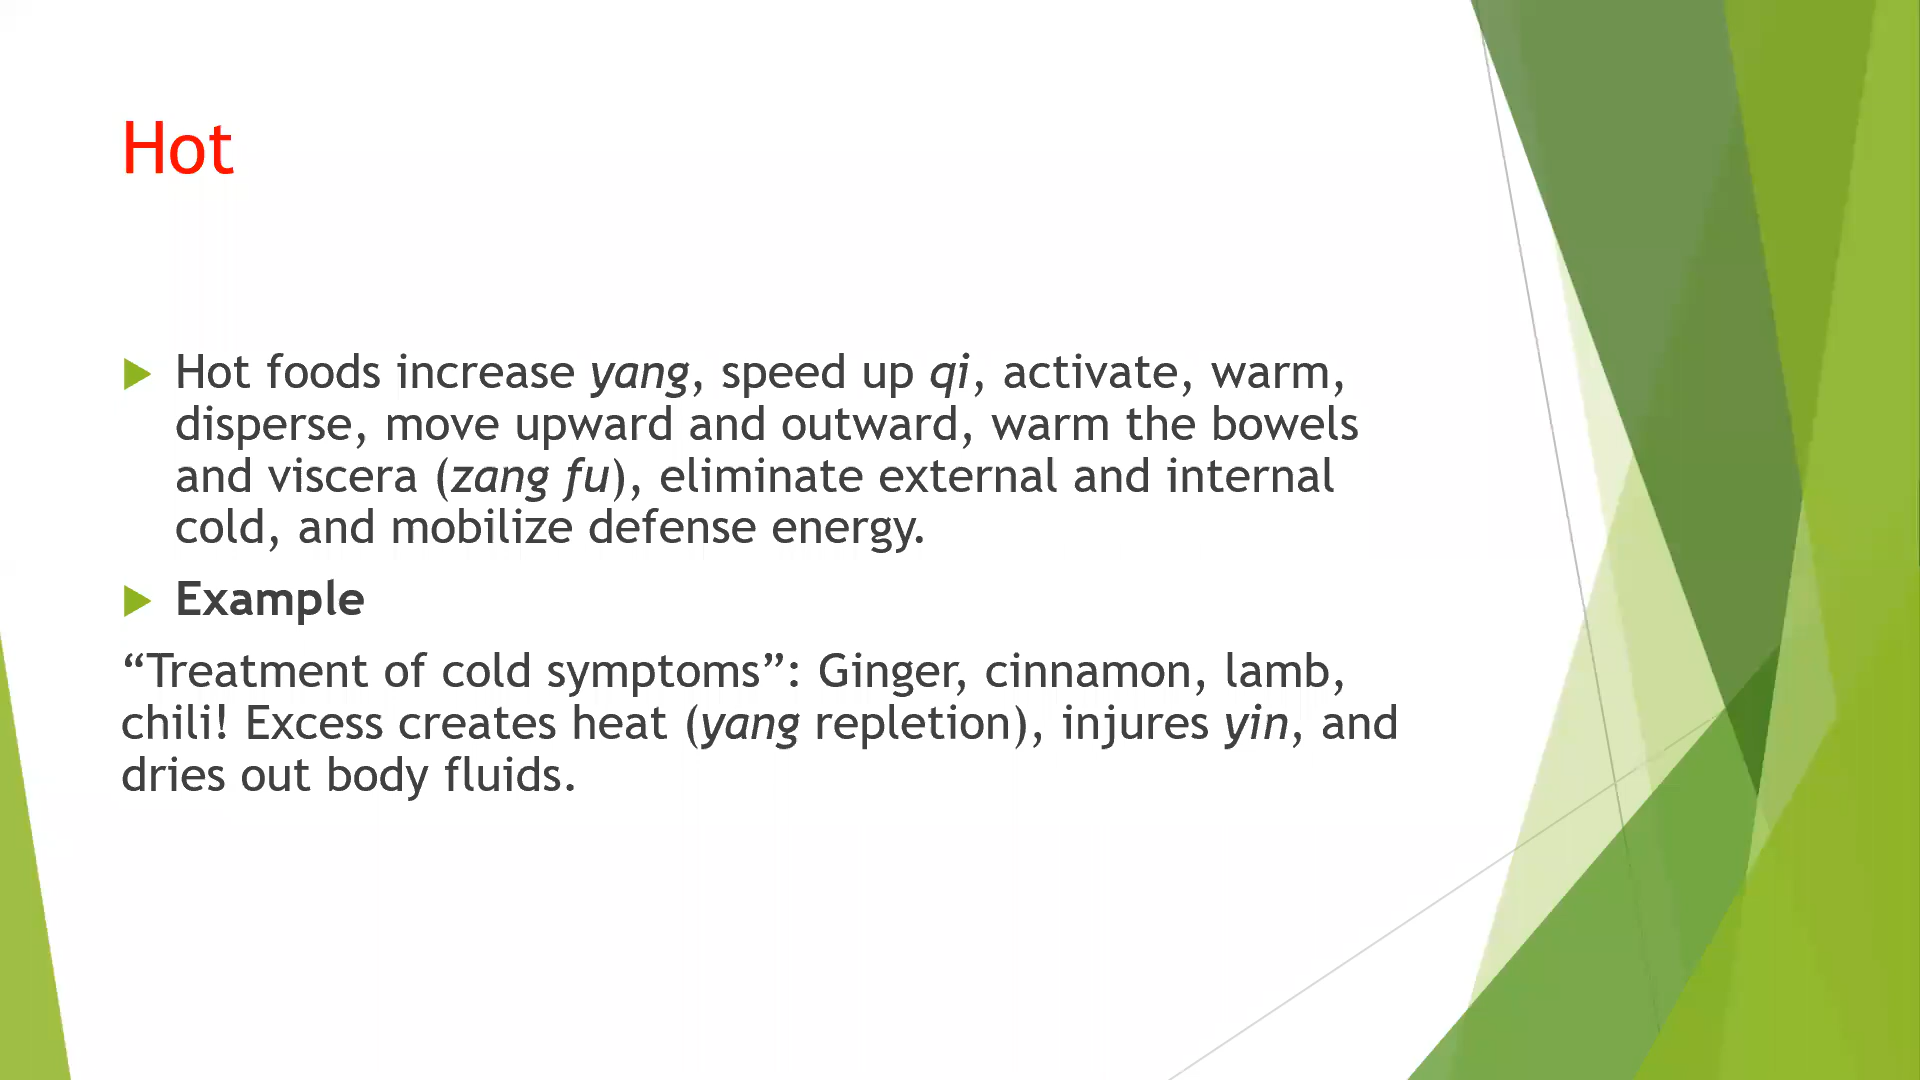 Hot
Hot foods increase yang, speed up qi, activate, warm,
disperse, move upward and outward, warm the bowels
and viscera (zang fu), eliminate external and internal
cold, and mobilize defense energy.
Example
“Treatment of cold symptoms”: Ginger, cinnamon, lamb,
chili! Excess creates heat (yang repletion), injures yin, and
dries out body fluids.